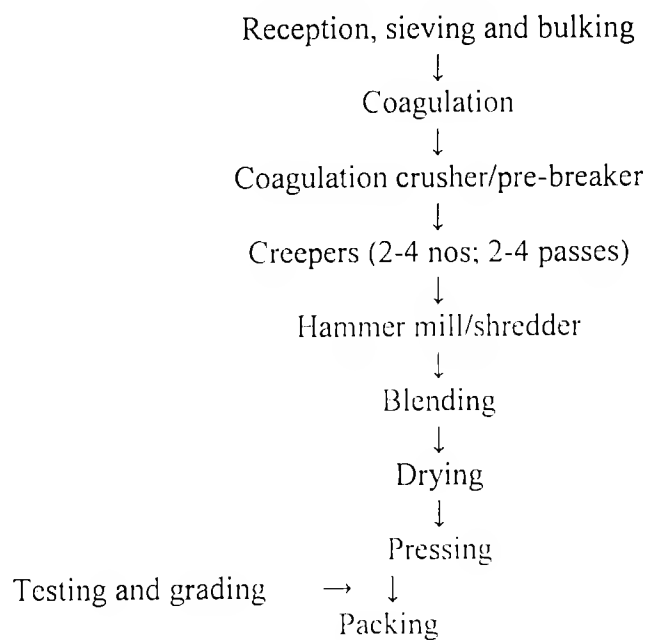 Reception, sieving and bulking
↓
Coagulation
↓
Coagulation crusher/pre-breaker
↓
Creepers (2-4 nos; 2-4 passes)
↓
Hammer mill/shredder
↓
Blending
↓
Drying
↓
Pressing
Testing and grading → ↓
Packing